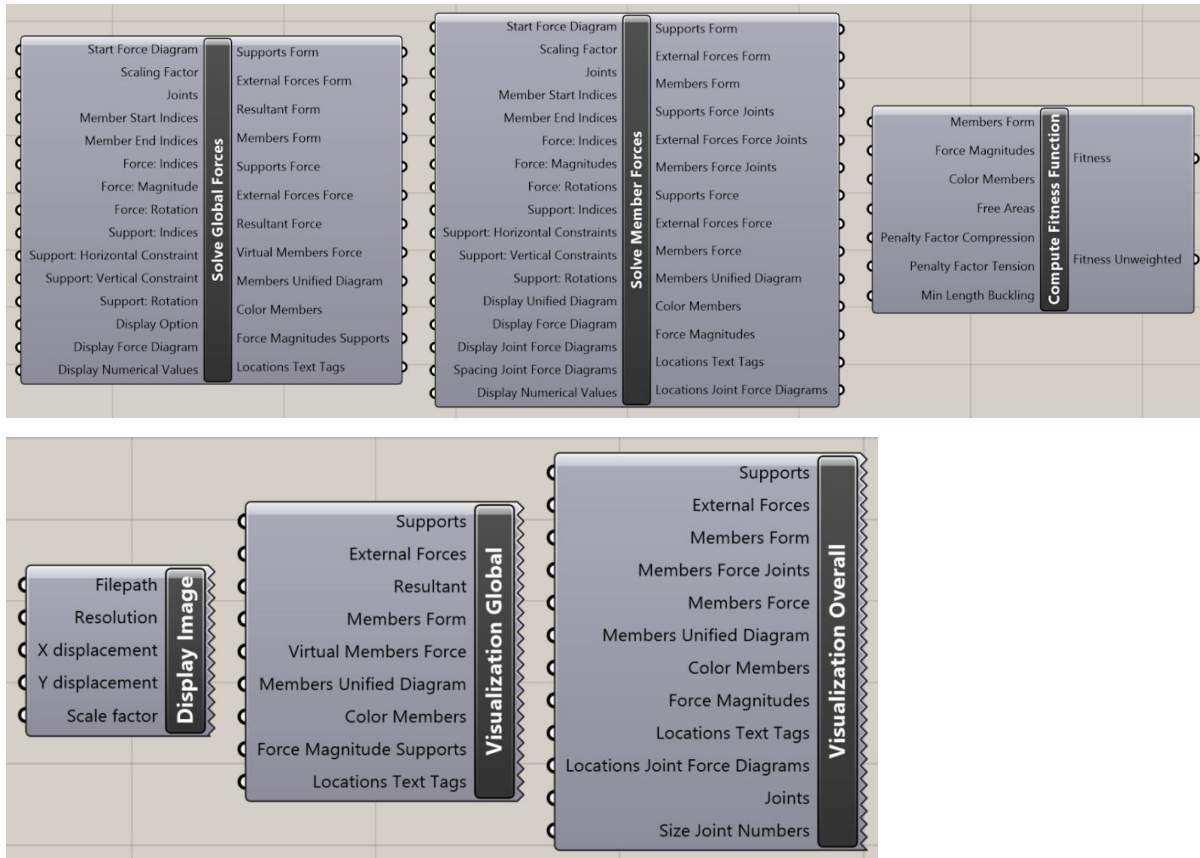 Start Force Diagram
Scaling Factor
Joints
Member Start Indices
Member End Indices
Force: Indices
Force: Magnitude
Force: Rotation
Support: Indices
Support: Horizontal Constraint
Support: Vertical Constraint
Support: Rotation
Display Option
Display Force Diagram
Display Numerical Values
Solve Global Forces
Supports Form
External Forces Form
Resultant Form
Members Form
Supports Force
External Forces Force
Resultant Force
Virtual Members Force
Members Unified Diagram
Color Members
Force Magnitudes Supports
Locations Text Tags
Start Force Diagram
Scaling Factor
Joints
Member Start Indices
Member End Indices
Force: Indices
Force: Magnitudes
Force: Rotations
Support: Indices
Support: Horizontal Constraints
Support: Vertical Constraints
Support: Rotations
Display Unified Diagram
Display Force Diagram
Display Joint Force Diagrams
Spacing Joint Force Diagrams
Display Numerical Values
Solve Member Forces
Supports Form
External Forces Form
Members Form
Supports Force Joints
External Forces Force Joints
Members Force Joints
Supports Force
External Forces Force
Members Force
Members Unified Diagram
Color Members
Force Magnitudes
Locations Text Tags
Locations Joint Force Diagrams
Members Form
Force Magnitudes
Color Members
Free Areas
Penalty Factor Compression
Penalty Factor Tension
Min Length Buckling
Compute Fitness Function
Fitness
Fitness Unweighted
Filepath
Resolution
X displacement
Y displacement
Scale factor
Display Image
Supports
External Forces
Resultant
Members Form
Virtual Members Force
Members Unified Diagram
Color Members
Force Magnitude Supports
Locations Text Tags
Visualization Global
Supports
External Forces
Members Form
Members Force Joints
Members Force
Members Unified Diagram
Color Members
Force Magnitudes
Locations Text Tags
Locations Joint Force Diagrams
Joints
Size Joint Numbers
Visualization Overall